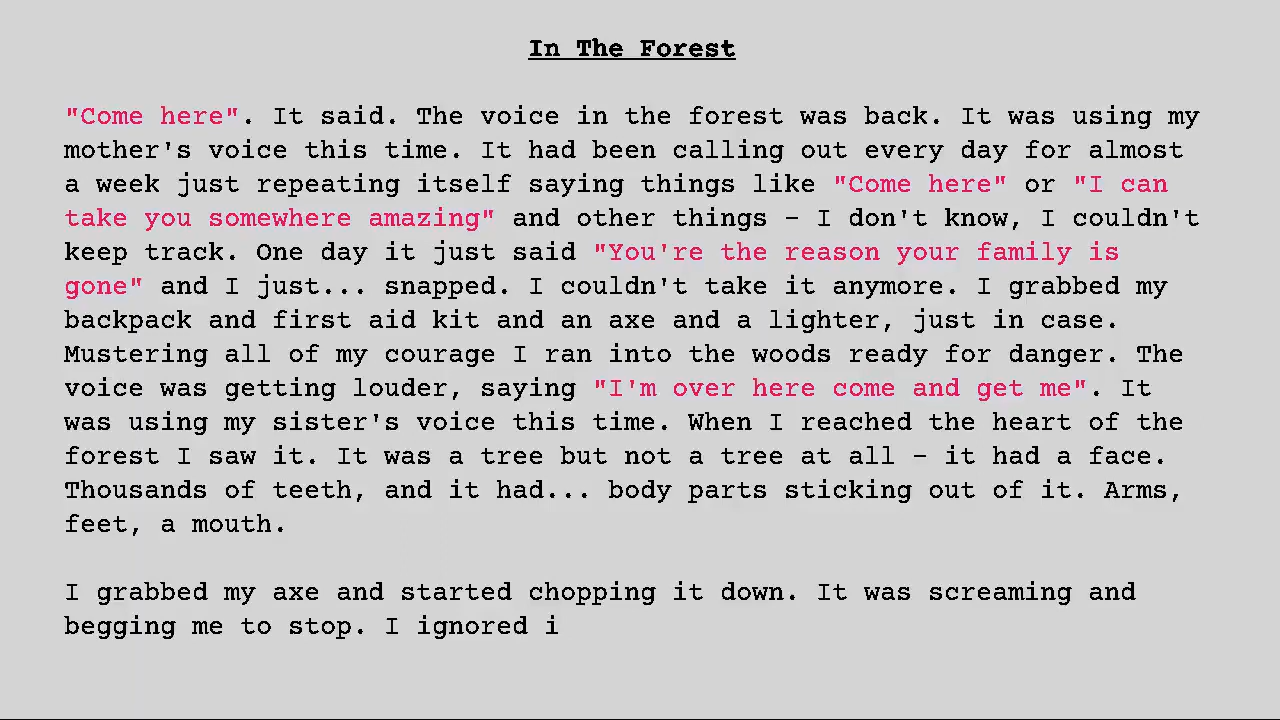 In The Forest
"Come here". It said. The voice in the forest was back. It was using my
mother's voice this time. It had been calling out every day for almost
a week just repeating itself saying things like "Come here" or "I can
take you somewhere amazing" and other things - I don't know, I couldn't
keep track. One day it just said "You're the reason your family is
gone" and I just... snapped. I couldn't take it anymore. I grabbed my
backpack and first aid kit and an axe and a lighter, just in case.
Mustering all of my courage I ran into the woods ready for danger. The
voice was getting louder, saying "I'm over here come and get me". It
was using my sister's voice this time. When I reached the heart of the
forest I saw it. It was a tree but not a tree at all - it had a face.
Thousands of teeth, and it had... body parts sticking out of it. Arms,
feet, a mouth.
I grabbed my axe and started chopping it down. It was screaming and
begging me to stop. I ignored i